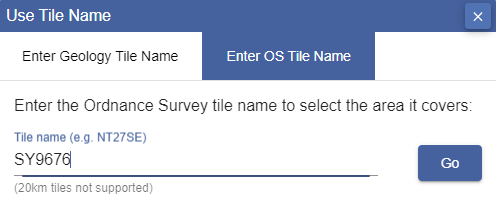 Use Tile Name
Enter Geology Tile Name Enter OS Tile Name
Enter the Ordnance Survey tile name to select the area it covers:
Tile name (e.g. NT27SE)
SY9676
Go
(20km tiles not supported)